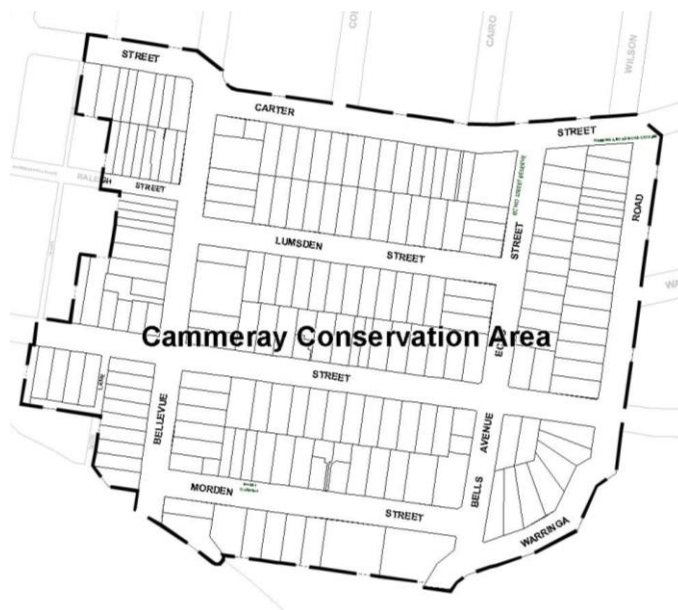 CAIRO
WILSON
STREET
CARTER
STREET
RALEIGH
STREET
ROAD
STREET
LUMSDEN
STREET
Cammeray Conservation Area
STREET
LANE
BELLEVUE
AVENUE
MORDEN
BELLS
STREET
WARRINGA